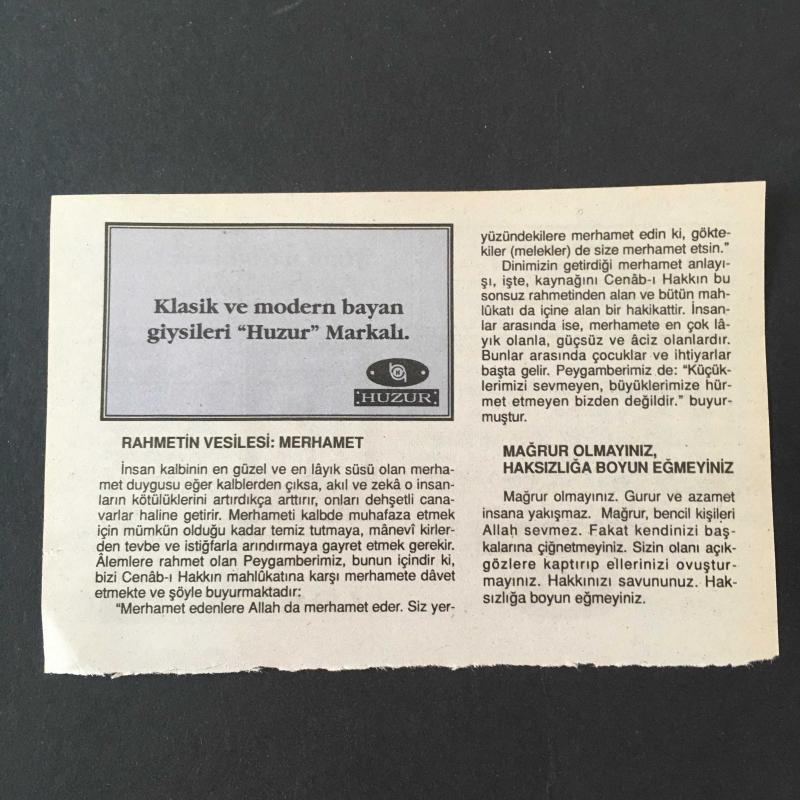 Klasik ve modern bayan
giysileri “Huzur” Markalı.
HUZUR
RAHMETİN VESİLESİ: MERHAMET
İnsan kalbinin en güzel ve en lâyık süsü olan merha-
met duygusu eğer kalblerden çıksa, akıl ve zekâ o insan-
ların kötülüklerini artırdıkça arttırır, onları dehşetli cana-
varlar haline getirir. Merhameti kalbde muhafaza etmek
için mümkün olduğu kadar temiz tutmaya, mânevî kirler-
den tevbe ve istiğfarla arındırmaya gayret etmek gerekir.
Âlemlere rahmet olan Peygamberimiz, bunun içindir ki,
bizi Cenâb-ı Hakkın mahlûkatına karşı merhamete dâvet
etmekte ve şöyle buyurmaktadır:
“Merhamet edenlere Allah da merhamet eder. Siz yer-
yüzündekilere merhamet edin ki, gökte-
kiler (melekler) de size merhamet etsin.”
Dinimizin getirdiği merhamet anlayı-
şı, işte, kaynağını Cenâb-ı Hakkın bu
sonsuz rahmetinden alan ve bütün mah-
lûkatı da içine alan bir hakikattir. İnsan-
lar arasında ise, merhamete en çok lâ-
yık olanla, güçsüz ve âciz olanlardır.
Bunlar arasında çocuklar ve ihtiyarlar
başta gelir. Peygamberimiz de: “Küçük-
lerimizi sevmeyen, büyüklerimize hür-
met etmeyen bizden değildir.” buyur-
muştur.
MAĞRUR OLMAYINIZ,
HAKSIZLIĞA BOYUN EĞMEYİNİZ
Mağrur olmayınız. Gurur ve azamet
insana yakışmaz. Mağrur, bencil kişileri
Allah sevmez. Fakat kendinizi baş-
kalarına çiğnetmeyiniz. Sizin olanı açık-
gözlere kaptırıp ellerinizi ovuştur-
mayınız. Hakkınızı savununuz. Hak-
sızlığa boyun eğmeyiniz.